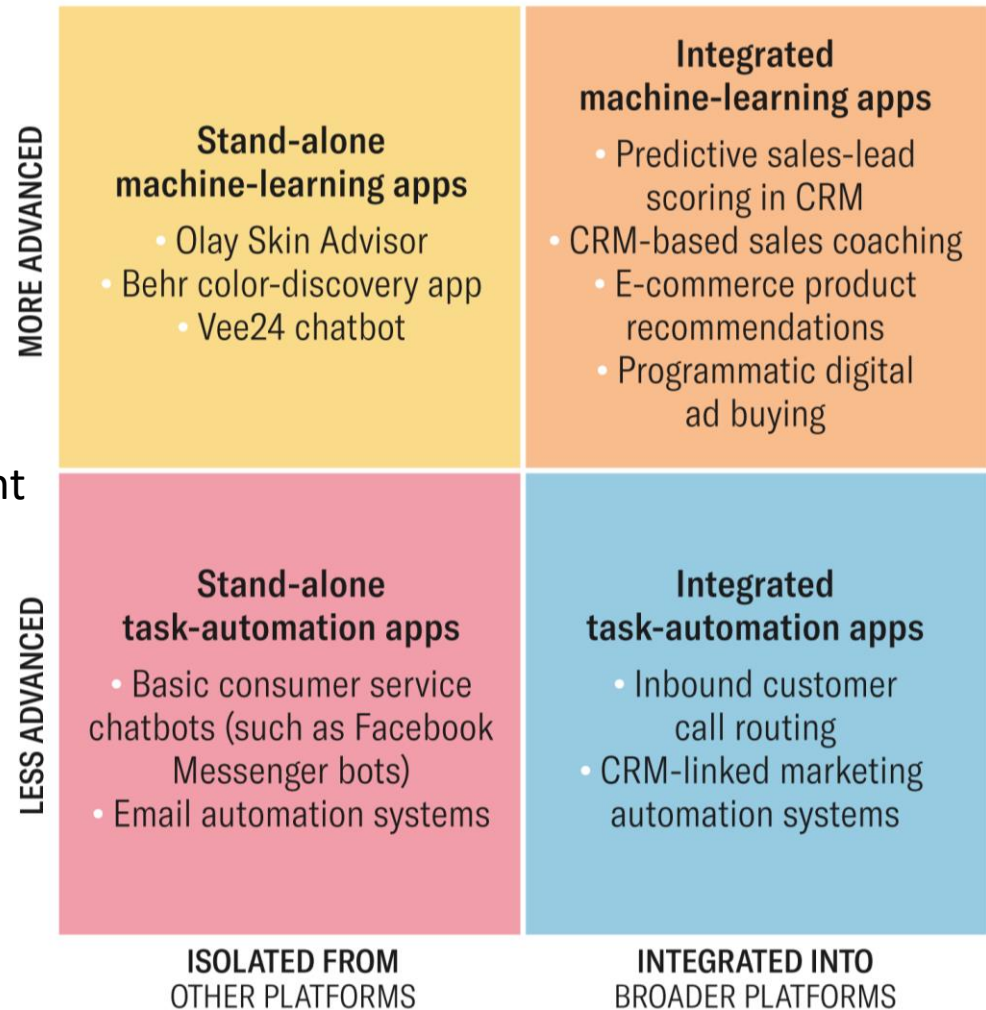 MORE ADVANCED
Stand-alone
machine-learning apps
• Olay Skin Advisor
• Behr color-discovery app
• Vee24 chatbot
Integrated
machine-learning apps
• Predictive sales-lead
scoring in CRM
• CRM-based sales coaching
• E-commerce product
recommendations
• Programmatic digital
ad buying
nt
LESS ADVANCED
Stand-alone
task-automation apps
• Basic consumer service
chatbots (such as Facebook
Messenger bots)
• Email automation systems
Integrated
task-automation apps
• Inbound customer
call routing
• CRM-linked marketing
automation systems
ISOLATED FROM
OTHER PLATFORMS
INTEGRATED INTO
BROADER PLATFORMS